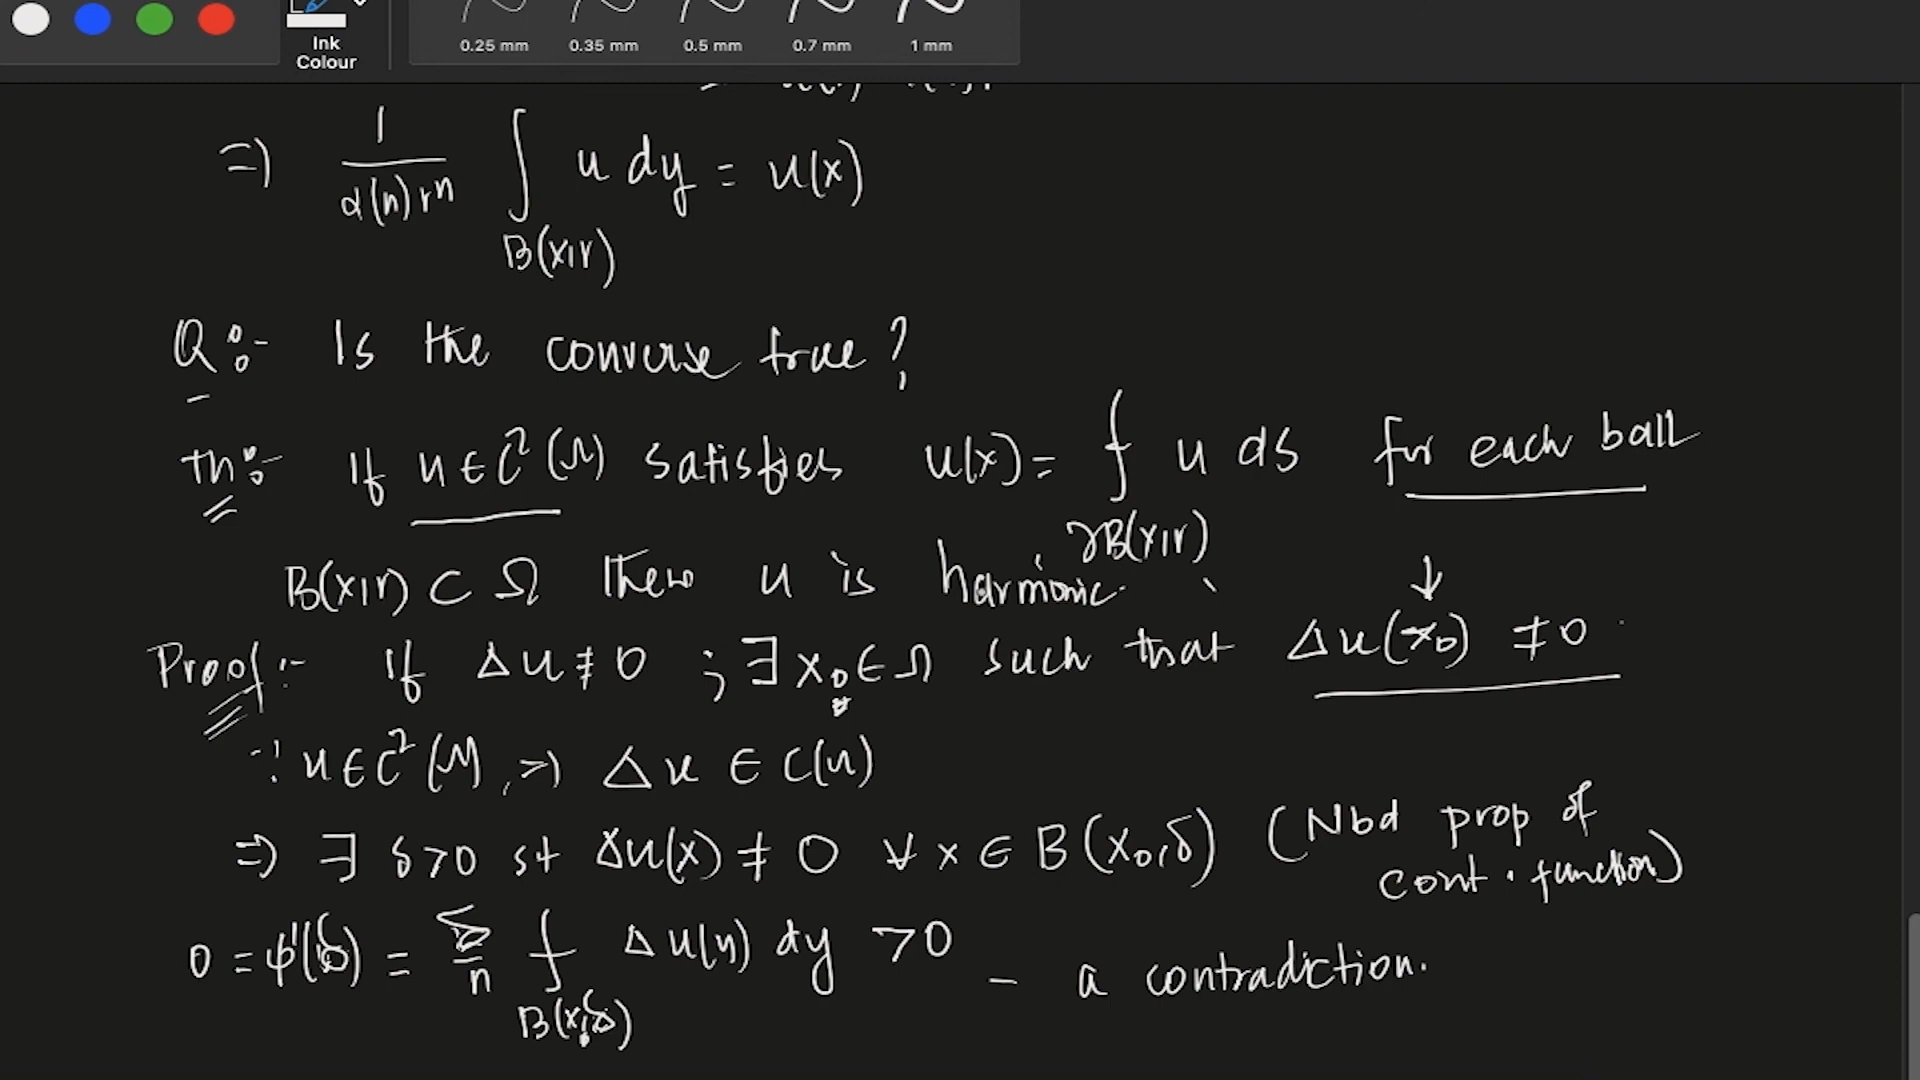 Ink Colour
0.25 mm 0.35 mm 0.5 mm 0.7 mm 1 mm
=) 1/α(n)rⁿ ∫_B(x,r) u dy = u(x)
Q:- Is the converse true?
Th:- If u ∈ C²(Ω) satisfies u(x) = ⨍_∂B(x,r) u ds for each ball
B(x,r) ⊂ Ω then u is harmonic.
Proof:- If Δu ≢ 0 ; ∃ x₀ ∈ Ω such that Δu(x₀) ≠ 0.
∵ u ∈ C²(Ω), =) Δu ∈ C(u)
=) ∃ δ>0 st Δu(x) ≠ 0 ∀ x ∈ B(x₀,δ) (Nbd prop of cont. function)
0 = φ'(δ) = δ/n ⨍_B(x,δ) Δu(y) dy >0 - a contradiction.